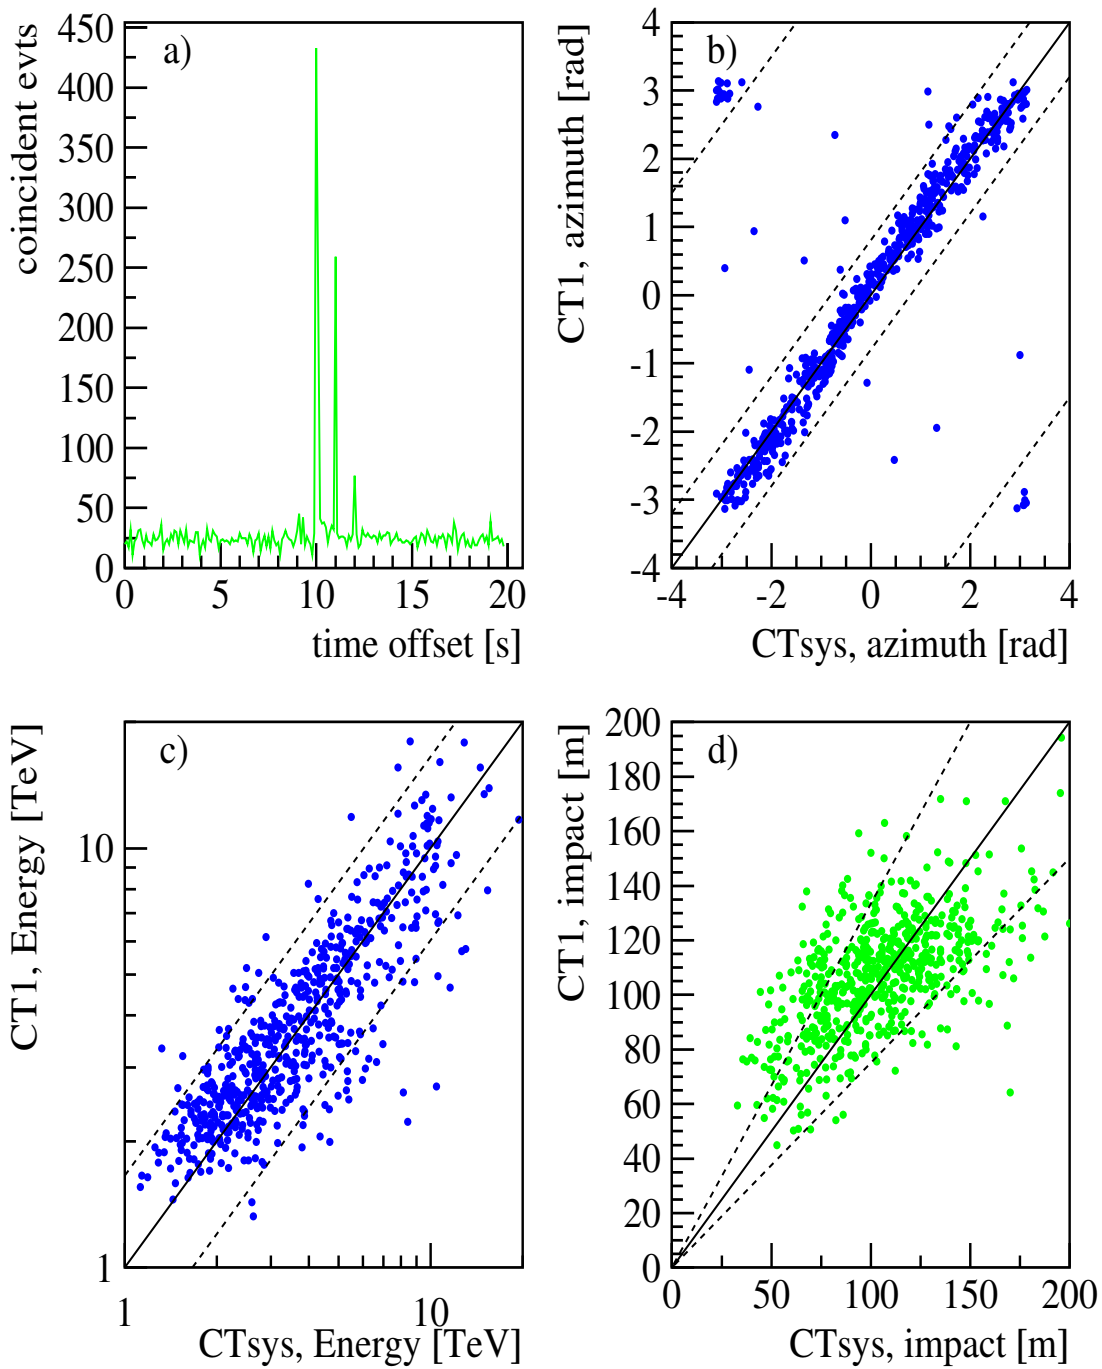 a)
coincident evts
450
400
350
300
250
200
150
100
50
0
0 5 10 15 20
time offset [s]
b)
CT1, azimuth [rad]
4
3
2
1
0
-1
-2
-3
-4
-4 -2 0 2 4
CTsys, azimuth [rad]
c)
CT1, Energy [TeV]
10
1
1 10
CTsys, Energy [TeV]
d)
CT1, impact [m]
200
180
160
140
120
100
80
60
40
20
0
0 50 100 150 200
CTsys, impact [m]